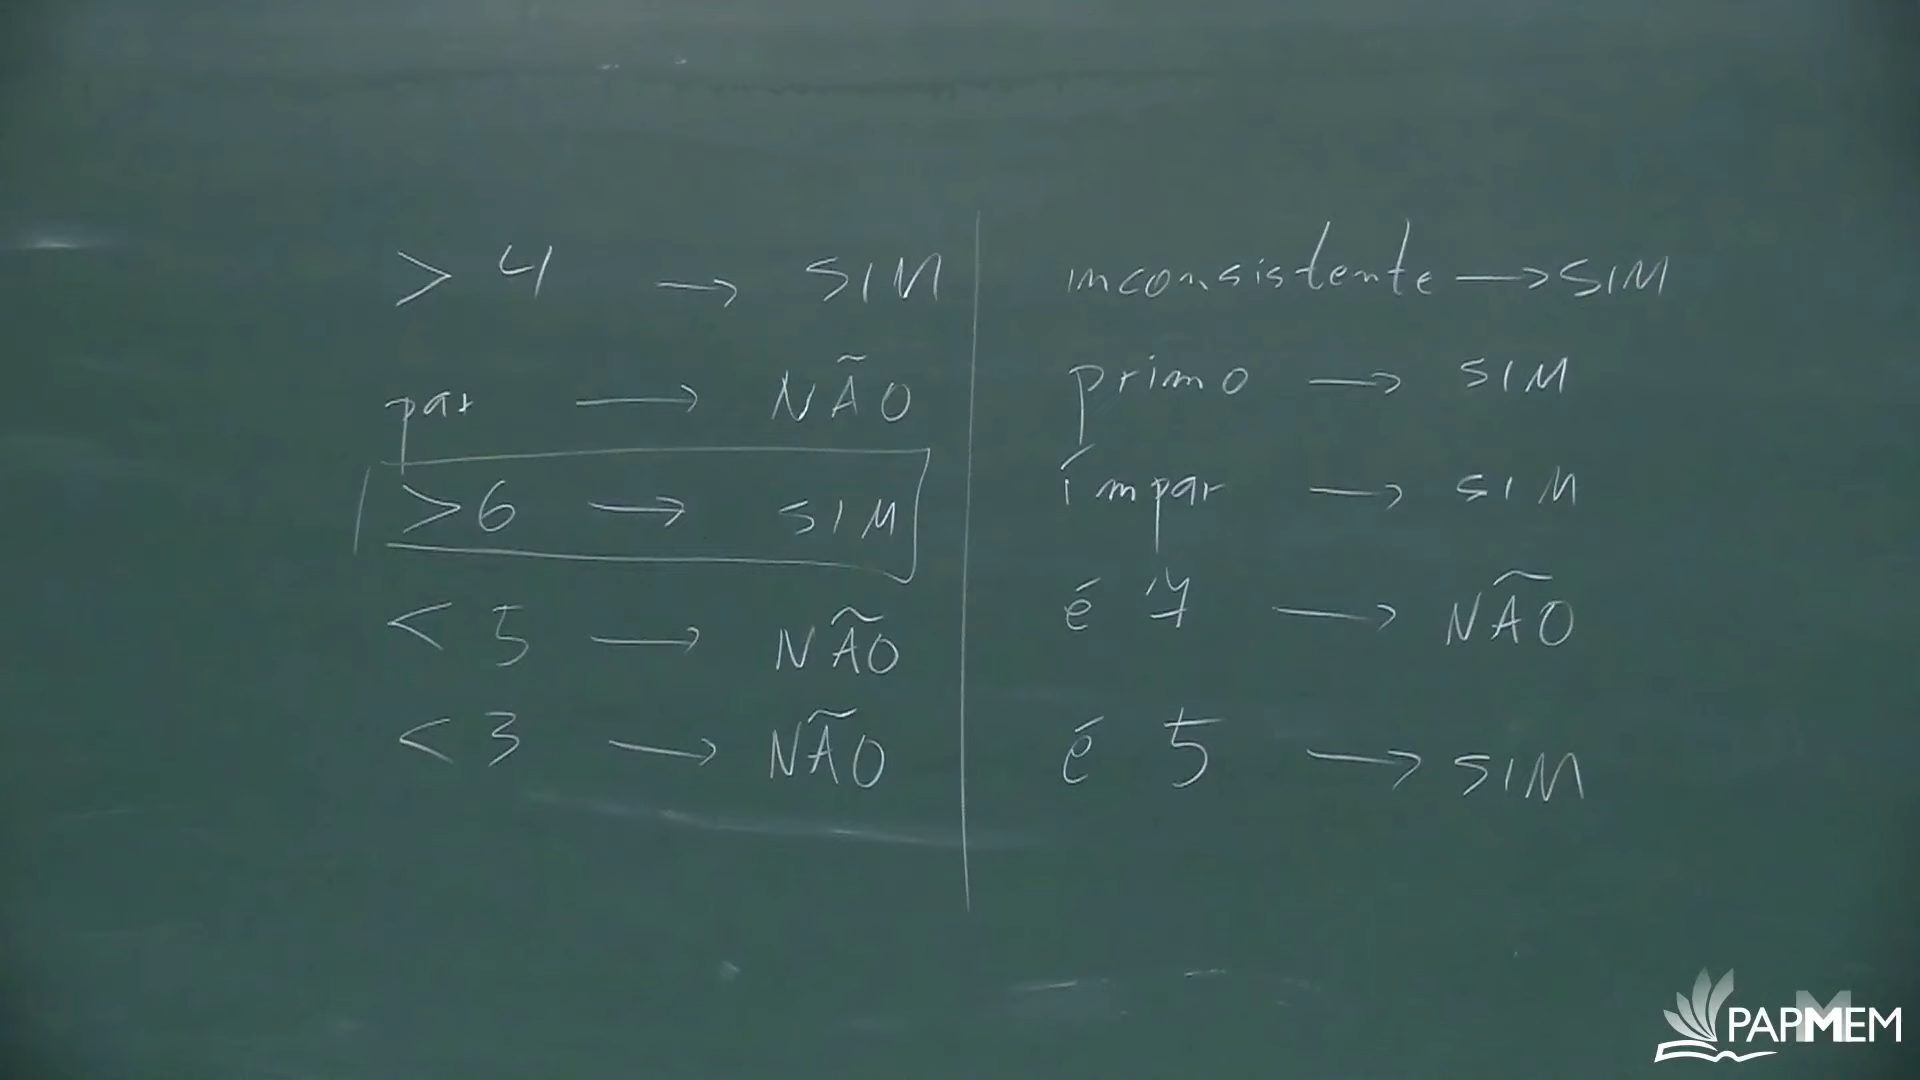 > 4 → SIM
par → NÃO
> 6 → SIM
< 5 → NÃO
< 3 → NÃO
inconsistente → SIM
primo → SIM
ímpar → SIM
é 7 → NÃO
é 5 → SIM
PAPMEM